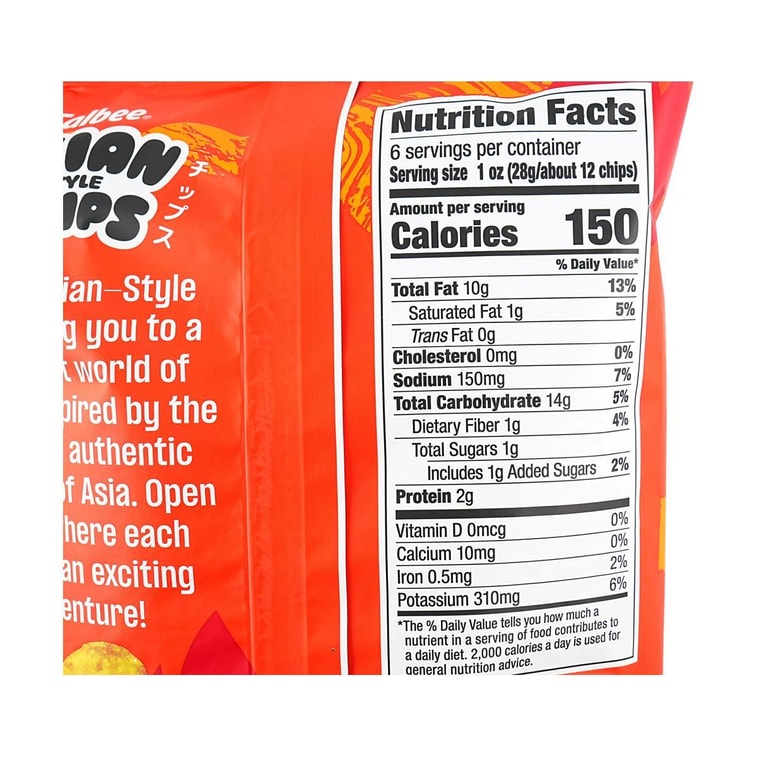 Calbee®
IAN
YLE
IPS
チップス
ian-Style
g you to a
t world of
pired by the
authentic
of Asia. Open
here each
an exciting
enture!
Nutrition Facts
6 servings per container
Serving size 1 oz (28g/about 12 chips)
Amount per serving
Calories 150
% Daily Value*
Total Fat 10g 13%
Saturated Fat 1g 5%
Trans Fat 0g
Cholesterol 0mg 0%
Sodium 150mg 7%
Total Carbohydrate 14g 5%
Dietary Fiber 1g 4%
Total Sugars 1g
Includes 1g Added Sugars 2%
Protein 2g
Vitamin D 0mcg 0%
Calcium 10mg 0%
Iron 0.5mg 2%
Potassium 310mg 6%
*The % Daily Value tells you how much a
nutrient in a serving of food contributes to
a daily diet. 2,000 calories a day is used for
general nutrition advice.